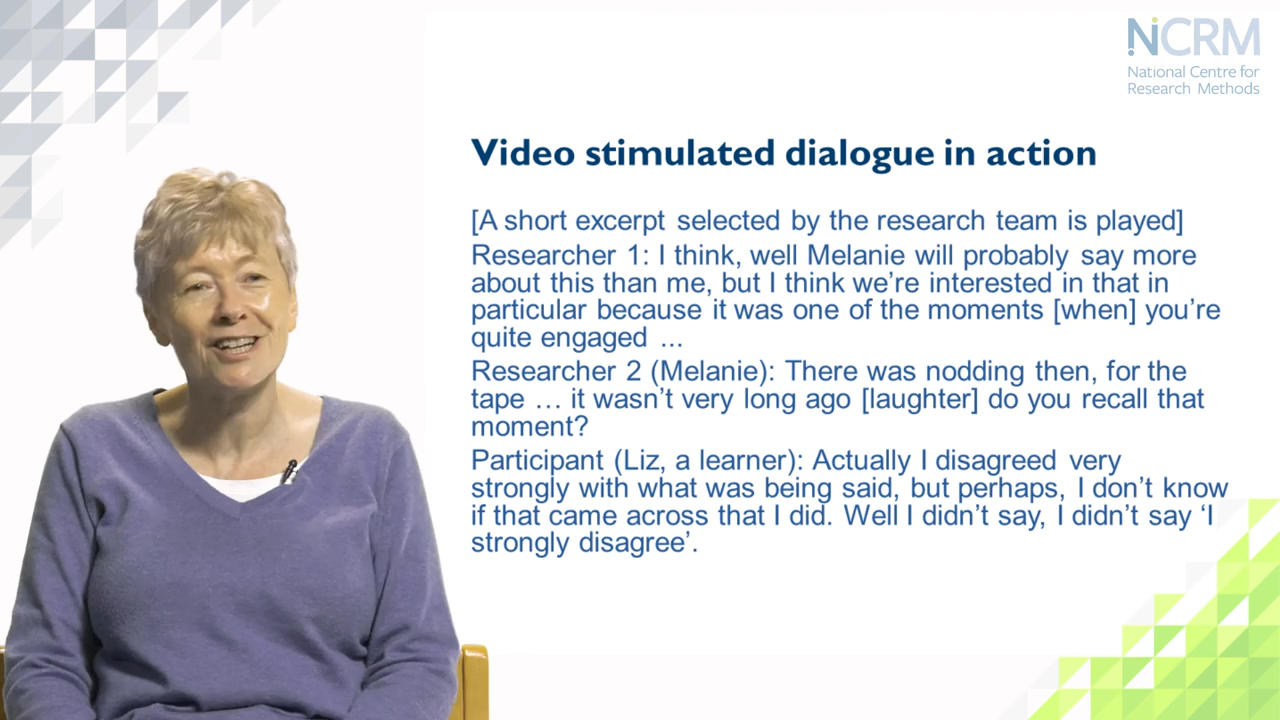 NCRM
National Centre for
Research Methods
Video stimulated dialogue in action
[A short excerpt selected by the research team is played]
Researcher 1: I think, well Melanie will probably say more
about this than me, but I think we’re interested in that in
particular because it was one of the moments [when] you’re
quite engaged ...
Researcher 2 (Melanie): There was nodding then, for the
tape … it wasn’t very long ago [laughter] do you recall that
moment?
Participant (Liz, a learner): Actually I disagreed very
strongly with what was being said, but perhaps, I don’t know
if that came across that I did. Well I didn’t say, I didn’t say ‘I
strongly disagree’.